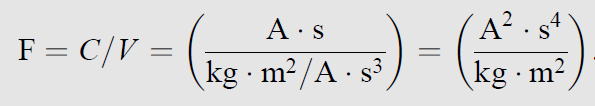 F = C/V = (A · s / kg · m²/A · s³) = (A² · s⁴ / kg · m²).